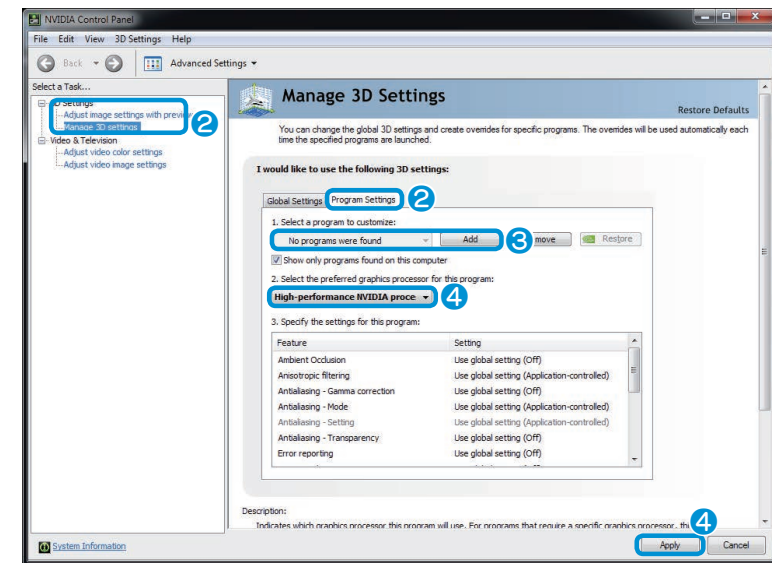 NVIDIA Control Panel
File Edit View 3D Settings Help
Back Advanced Settings
Select a Task...
3D Settings
Adjust image settings with preview
Manage 3D settings
Video & Television
Adjust video color settings
Adjust video image settings
2
Manage 3D Settings
Restore Defaults
You can change the global 3D settings and create overrides for specific programs. The overrides will be used automatically each
time the specified programs are launched.
I would like to use the following 3D settings:
Global Settings Program Settings 2
1. Select a program to customize:
No programs were found Add 3 move Restore
Show only programs found on this computer
2. Select the preferred graphics processor for this program:
High-performance NVIDIA proce 4
3. Specify the settings for this program:
Feature Setting
Ambient Occlusion Use global setting (Off)
Anisotropic filtering Use global setting (Application-controlled)
Antialiasing - Gamma correction Use global setting (Off)
Antialiasing - Mode Use global setting (Application-controlled)
Antialiasing - Setting Use global setting (Application-controlled)
Antialiasing - Transparency Use global setting (Off)
Error reporting Use global setting (Off)
Description:
Indicates which graphics processor this program will use. For programs that require a specific graphics processor, 4
System Information Apply Cancel